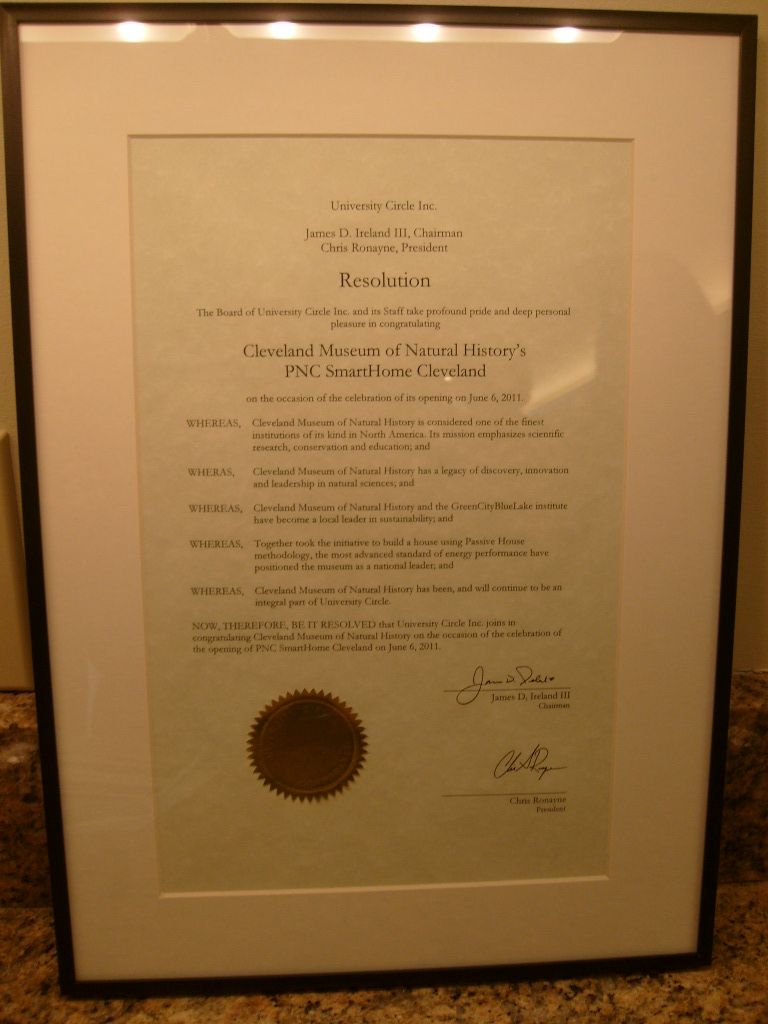 University Circle Inc.
James D. Ireland III, Chairman
Chris Ronayne, President
Resolution
The Board of University Circle Inc. and its Staff take profound pride and deep personal
pleasure in congratulating
Cleveland Museum of Natural History's
PNC SmartHome Cleveland
on the occasion of the celebration of its opening on June 6, 2011.
WHEREAS, Cleveland Museum of Natural History is considered one of the finest
institutions of its kind in North America. Its mission emphasizes scientific
research, conservation and education; and
WHERAS, Cleveland Museum of Natural History has a legacy of discovery, innovation
and leadership in natural sciences; and
WHEREAS, Cleveland Museum of Natural History and the GreenCityBlueLake institute
have become a local leader in sustainability; and
WHEREAS, Together took the initiative to build a house using Passive House
methodology, the most advanced standard of energy performance have
positioned the museum as a national leader; and
WHEREAS, Cleveland Museum of Natural History has been, and will continue to be an
integral part of University Circle.
NOW, THEREFORE, BE IT RESOLVED that University Circle Inc. joins in
congratulating Cleveland Museum of Natural History on the occasion of the celebration of
the opening of PNC SmartHome Cleveland on June 6, 2011.
James D. Ireland III
Chairman
Chris Ronayne
President